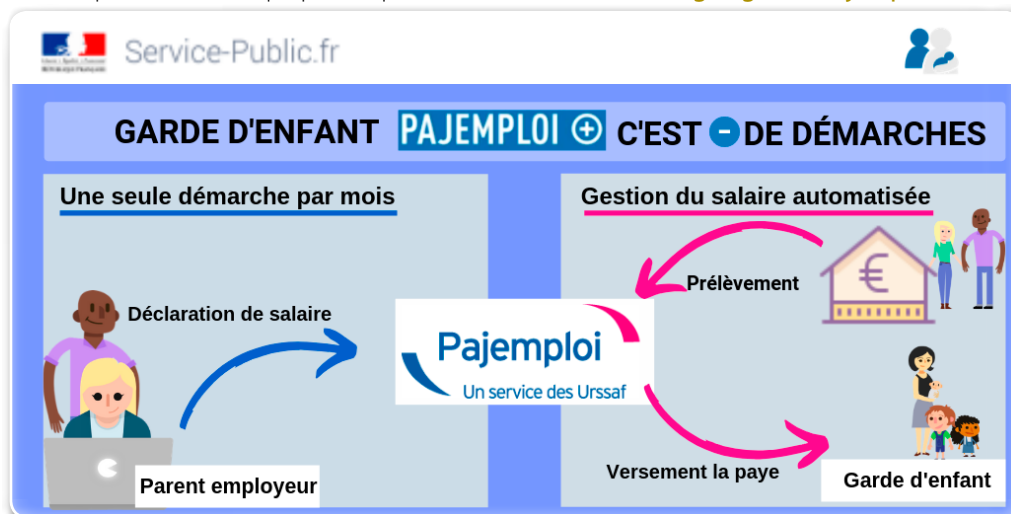 Service-Public.fr
GARDE D'ENFANT PAJEMPLOI + C'EST - DE DÉMARCHES
Une seule démarche par mois
Déclaration de salaire
Parent employeur
Pajemploi
Un service des Urssaf
Gestion du salaire automatisée
Prélèvement
€
Versement la paye
Garde d'enfant